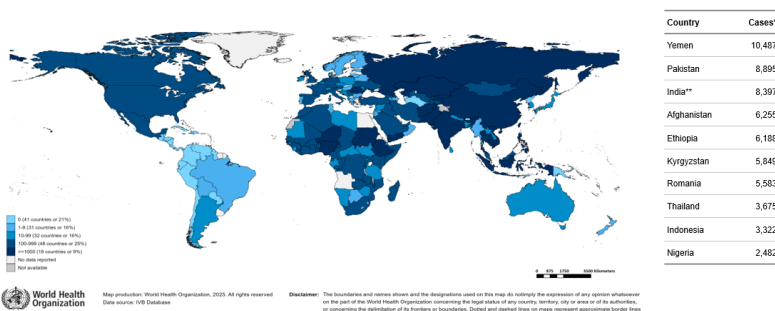 Country Cases*
Yemen 10,487
Pakistan 8,895
India** 8,397
Afghanistan 6,255
Ethiopia 6,188
Kyrgyzstan 5,849
Romania 5,583
Thailand 3,675
Indonesia 3,322
Nigeria 2,482
0 (41 countries or 21%)
1-9 (31 countries or 16%)
10-99 (32 countries or 16%)
100-999 (48 countries or 25%)
>=1000 (18 countries or 9%)
No data reported
Not available
0 875 1750 3500 Kilometers
World Health
Organization
Map production: World Health Organization, 2025. All rights reserved
Data source: IVB Database
Disclaimer: The boundaries and names shown and the designations used on this map do notimply the expression of any opinion whatsoever
on the part of the World Health Organization concerning the legal status of any country, territory, city or area or of its authorities,
or concerning the delimitation of its frontiers or boundaries. Dotted and dashed lines on maps represent approximate border lines